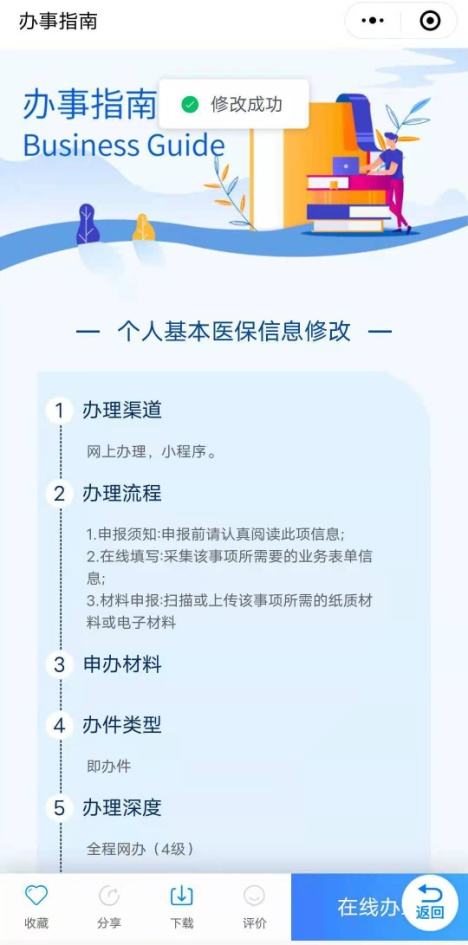 办事指南
办事指南
修改成功
Business Guide
个人基本医保信息修改
1 办理渠道
网上办理，小程序。
2 办理流程
1.申报须知:申报前请认真阅读此项信息;
2.在线填写:采集该事项所需要的业务表单信
息;
3.材料申报:扫描或上传该事项所需的纸质材
料或电子材料
3 申办材料
4 办件类型
即办件
5 办理深度
全程网办（4级）
收藏
分享
下载
评价
在线办
返回